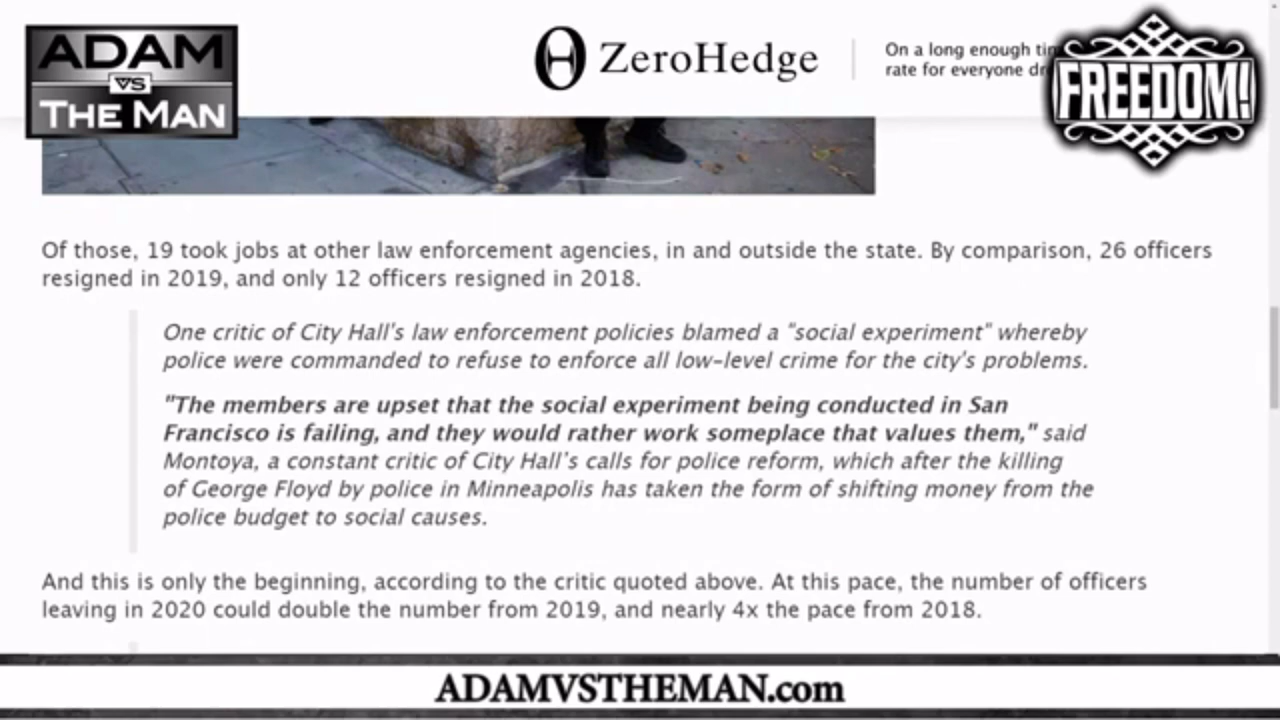 ADAM
VS
THE MAN
ZeroHedge
On a long enough
rate for everyone
FREEDOM!
Of those, 19 took jobs at other law enforcement agencies, in and outside the state. By comparison, 26 officers
resigned in 2019, and only 12 officers resigned in 2018.
One critic of City Hall's law enforcement policies blamed a "social experiment" whereby
police were commanded to refuse to enforce all low-level crime for the city's problems.
"The members are upset that the social experiment being conducted in San
Francisco is failing, and they would rather work someplace that values them," said
Montoya, a constant critic of City Hall's calls for police reform, which after the killing
of George Floyd by police in Minneapolis has taken the form of shifting money from the
police budget to social causes.
And this is only the beginning, according to the critic quoted above. At this pace, the number of officers
leaving in 2020 could double the number from 2019, and nearly 4x the pace from 2018.
ADAMVSTHEMAN.com